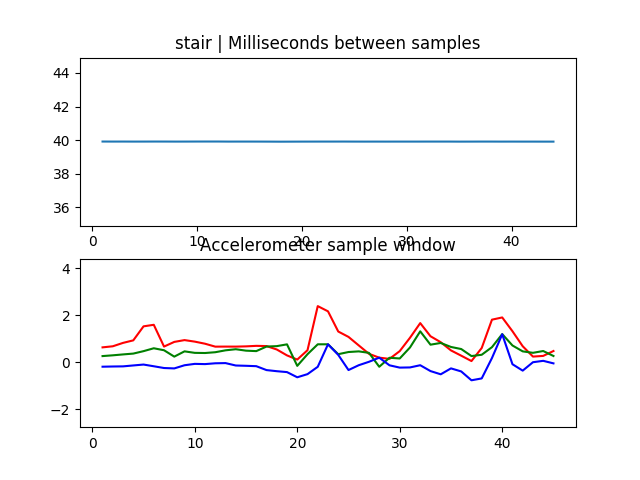 stair | Milliseconds between samples
44
42
40
38
36
0 10 20 30 40
Accelerometer sample window
4
2
0
−2
0 10 20 30 40